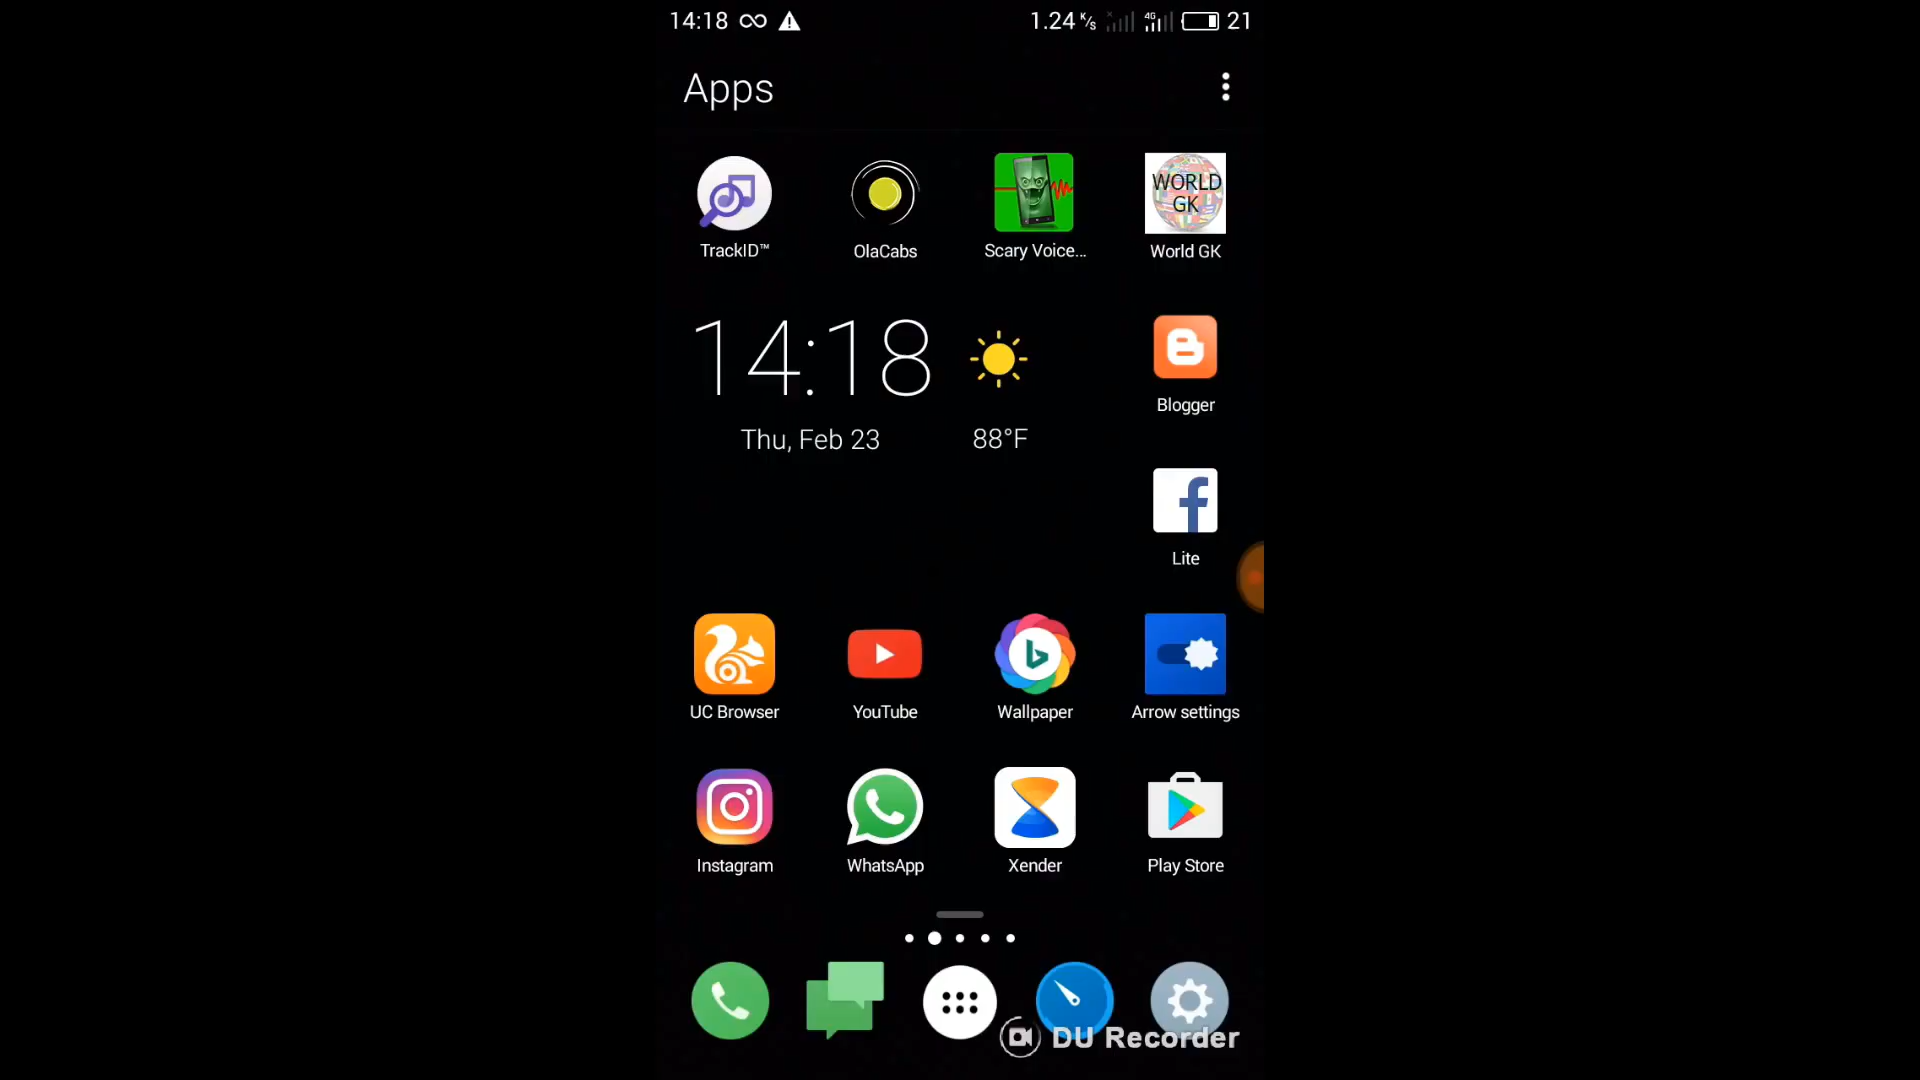 14:18 1.24 K/s 4G 21
Apps
TrackID™ OlaCabs Scary Voice... WORLD GK World GK
14:18
Thu, Feb 23 88°F
Blogger
Lite
UC Browser YouTube Wallpaper Arrow settings
Instagram WhatsApp Xender Play Store
DU Recorder